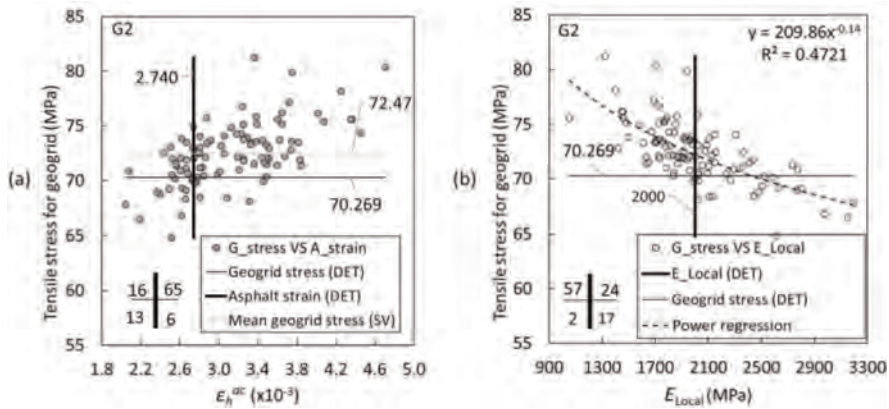 G2
2.740
72.47
70.269
16 65
13 6
G_stress VS A_strain
Geogrid stress (DET)
Asphalt strain (DET)
Mean geogrid stress (SV)
85
80
75
70
65
60
55
1.2 1.8 2.4 3.0 3.6 4.2 4.8 5.0
Tensile stress for geogrid (MPa)
(a)
εₕᵃᶜ (x10⁻³)
G2
y = 209.86x⁻⁰·¹⁴
R² = 0.4721
70.269
2000
57 24
2 17
G_stress VS E_Local
E_Local (DET)
Geogrid stress (DET)
Power regression
85
80
75
70
65
60
55
900 1300 1700 2100 2500 2900 3300
Tensile stress for geogrid (MPa)
(b)
E_Local (MPa)